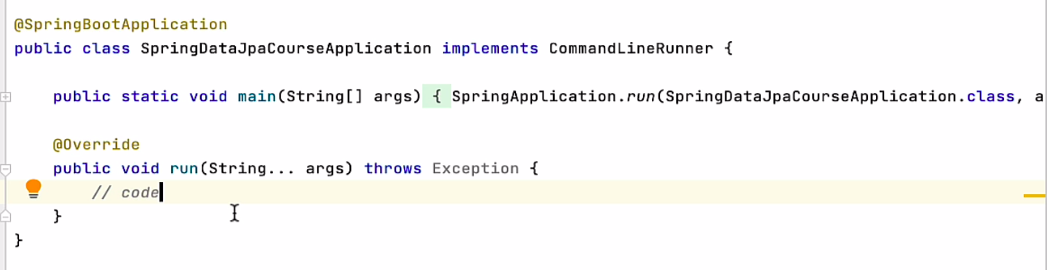 @SpringBootApplication
public class SpringDataJpaCourseApplication implements CommandLineRunner {
public static void main(String[] args) { SpringApplication.run(SpringDataJpaCourseApplication.class, a
@Override
public void run(String... args) throws Exception {
// code
}
}